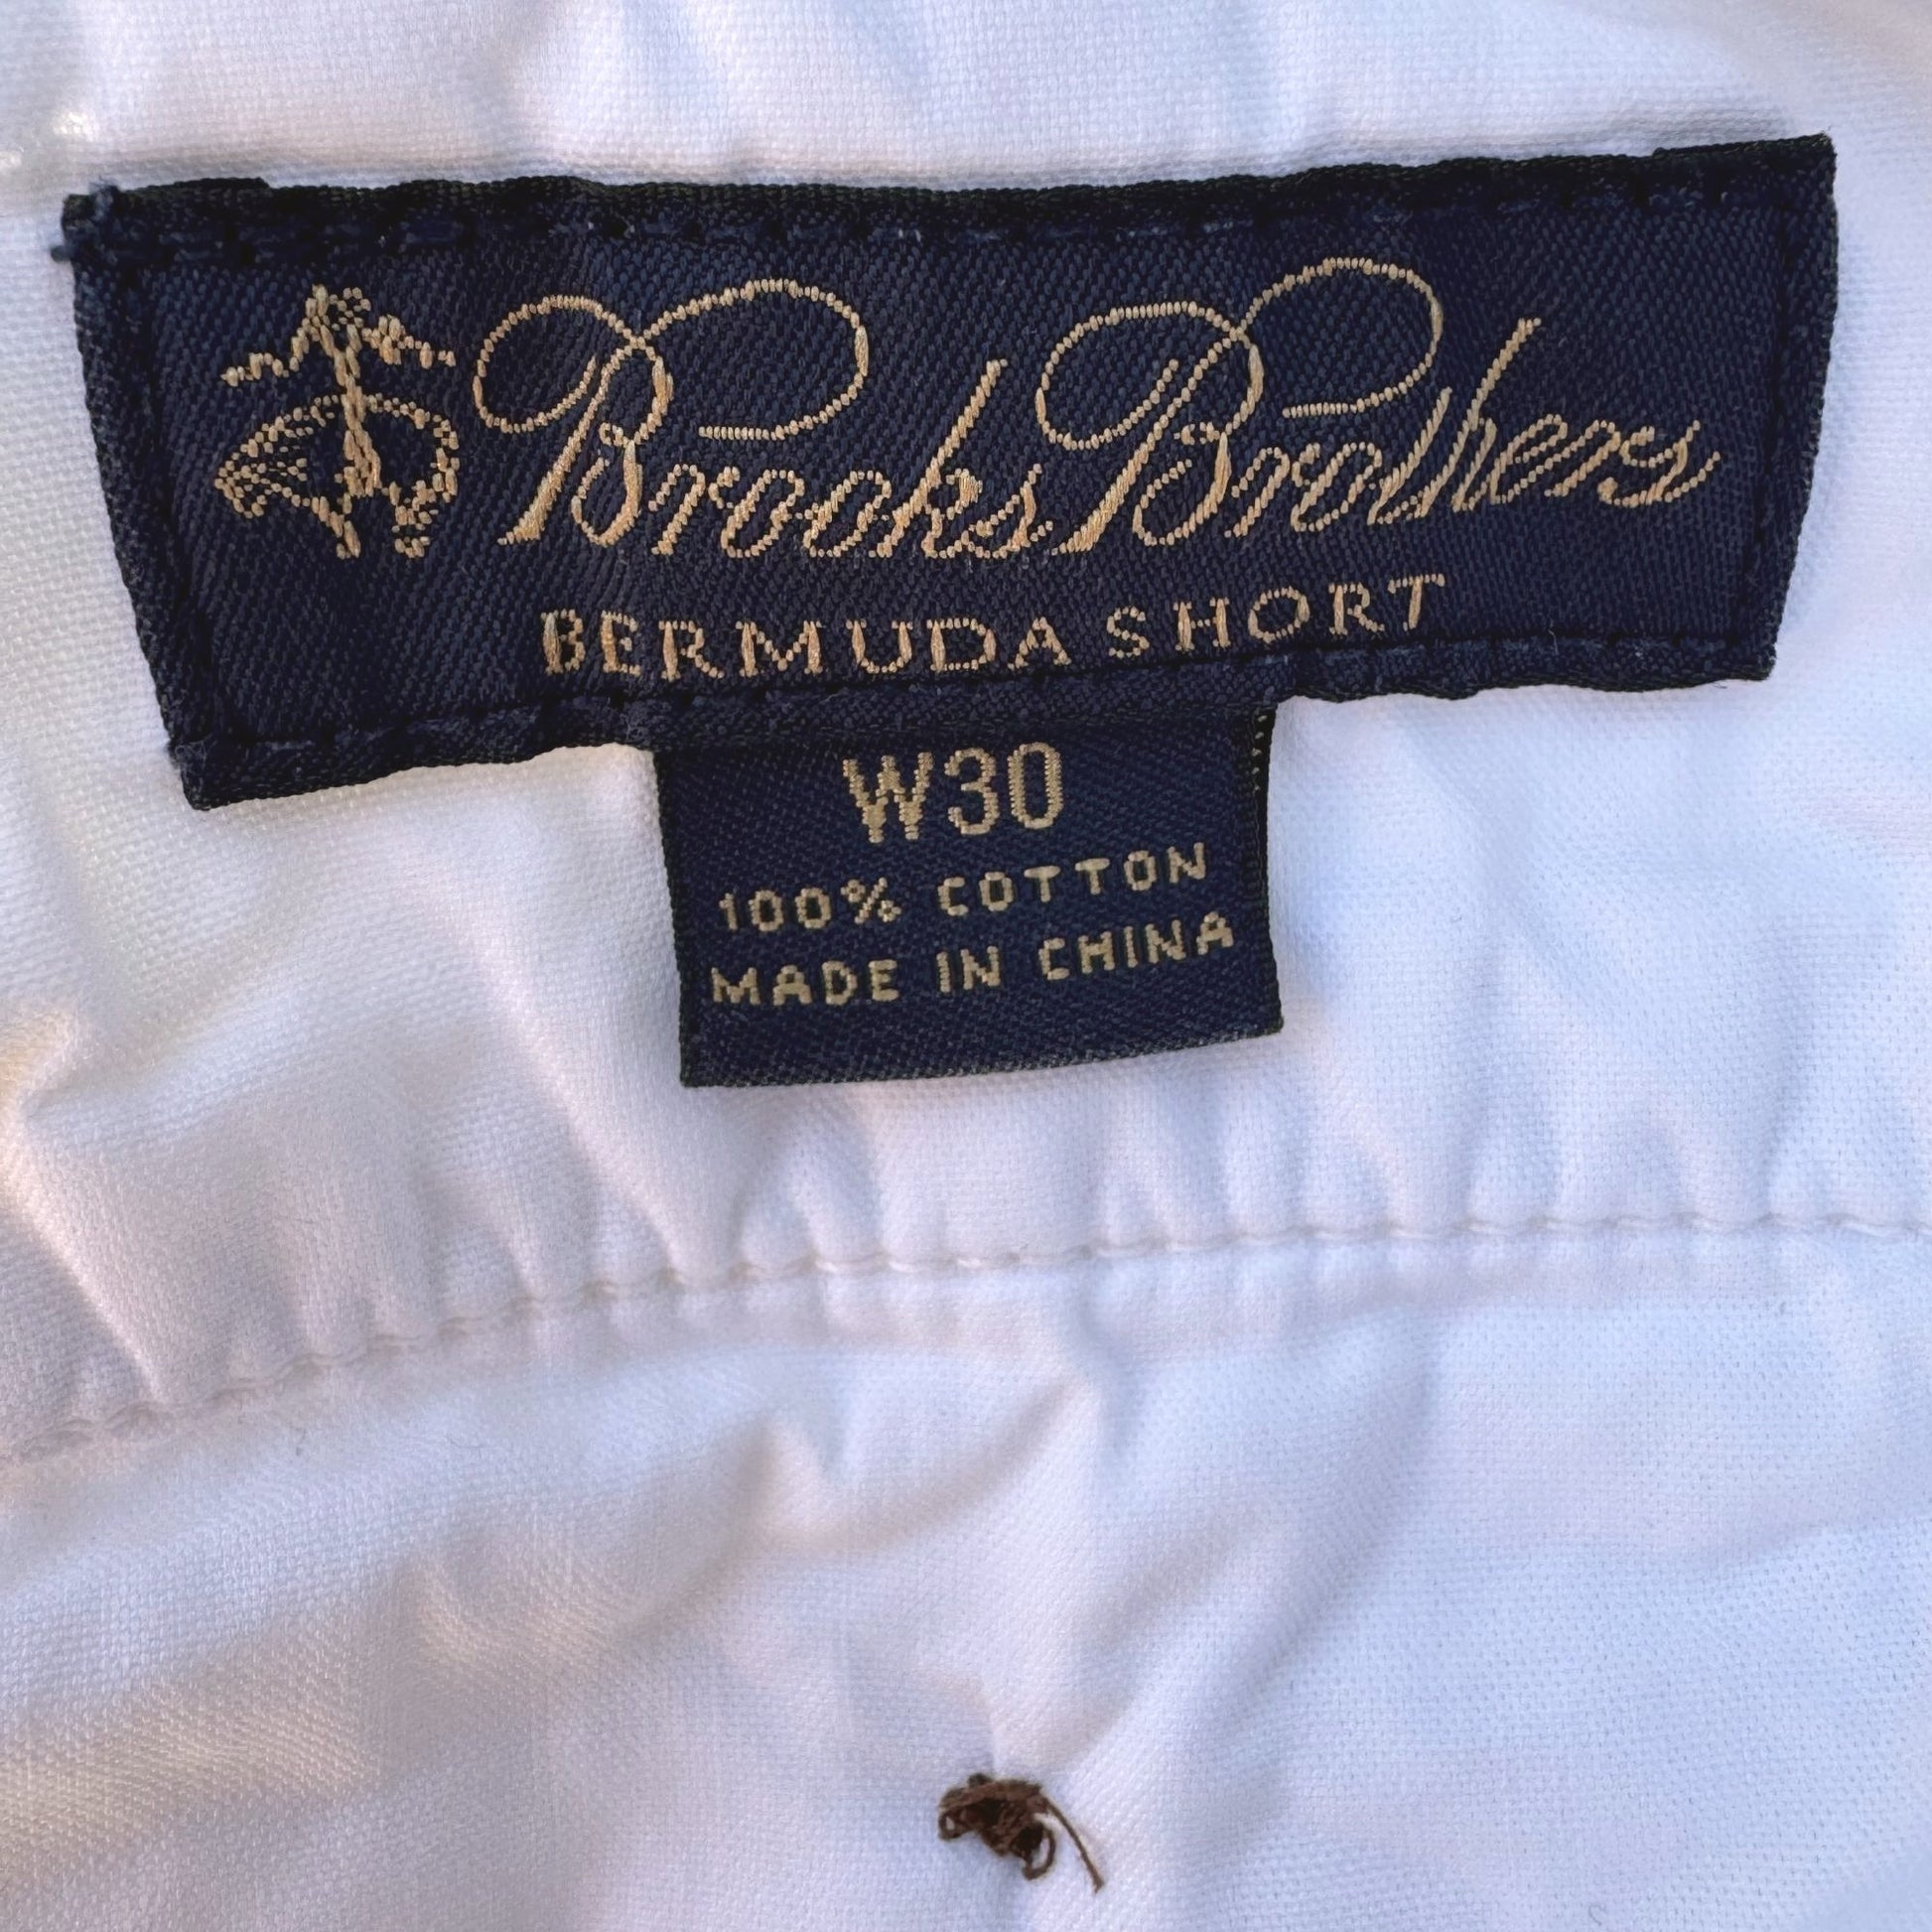 Brooks Brothers
BERMUDA SHORT
W30
100% COTTON
MADE IN CHINA